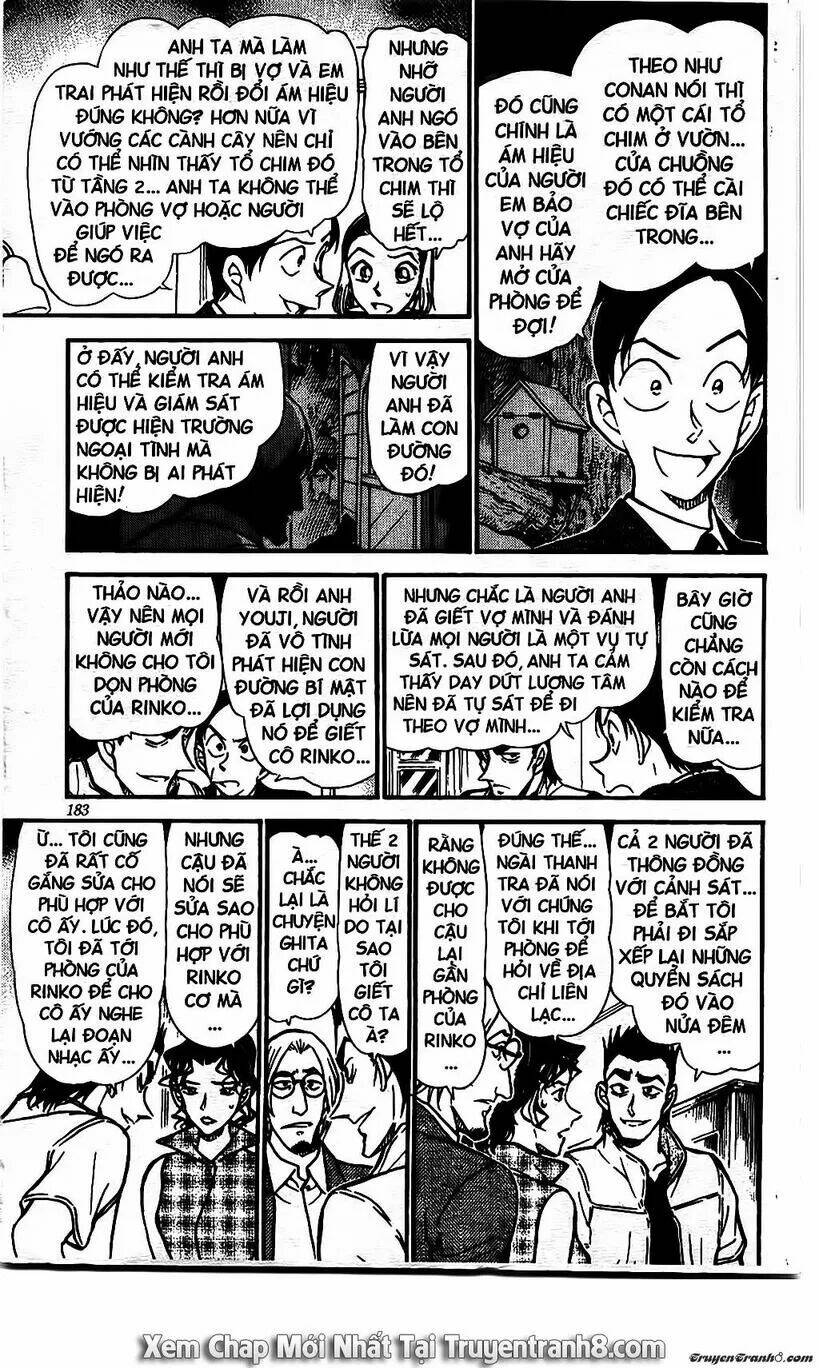 THEO NHƯ
CONAN NÓI THÌ
CÓ MỘT CÁI TỔ
CHIM Ở VƯỜN...
CỬA CHUỒNG
ĐÓ CÓ THỂ CÀI
CHIẾC ĐĨA BÊN
TRONG...
ĐÓ CŨNG
CHÍNH LÀ
ÁM HIỆU
CỦA NGƯỜI
EM BẢO
VỢ CỦA
ANH HÃY
MỞ CỬA
PHÒNG ĐỂ
ĐỢI!
NHƯNG
NHỠ
NGƯỜI
ANH NGÓ
VÀO BÊN
TRONG TỔ
CHIM THÌ
SẼ LỘ
HẾT...
ANH TA MÀ LÀM
NHƯ THẾ THÌ BỊ VỢ VÀ EM
TRAI PHÁT HIỆN RỒI ĐỔI ÁM HIỆU
ĐÚNG KHÔNG? HƠN NỮA VÌ
VƯỚNG CÁC CÀNH CÂY NÊN CHỈ
CÓ THỂ NHÌN THẤY TỔ CHIM ĐÓ
TỪ TẦNG 2... ANH TA KHÔNG THỂ
VÀO PHÒNG VỢ HOẶC NGƯỜI
GIÚP VIỆC
ĐỂ NGÓ RA
ĐƯỢC...
VÌ VẬY
NGƯỜI
ANH ĐÃ
LÀM CON
ĐƯỜNG
ĐÓ!
Ở ĐẤY, NGƯỜI ANH
CÓ THỂ KIỂM TRA ÁM
HIỆU VÀ GIÁM SÁT
ĐƯỢC HIỆN TRƯỜNG
NGOẠI TÌNH MÀ
KHÔNG BỊ AI PHÁT
HIỆN!
BÂY GIỜ
CŨNG
CHẲNG
CÒN CÁCH
NÀO ĐỂ
KIỂM TRA
NỮA...
NHƯNG CHẮC LÀ NGƯỜI ANH
ĐÃ GIẾT VỢ MÌNH VÀ ĐÁNH
LỪA MỌI NGƯỜI LÀ MỘT VỤ TỰ
SÁT. SAU ĐÓ, ANH TA CẢM
THẤY DAY DỨT LƯƠNG TÂM
NÊN ĐÃ TỰ SÁT ĐỂ ĐI
THEO VỢ MÌNH...
VÀ RỒI ANH
YOUJI, NGƯỜI
ĐÃ VÔ TÌNH
PHÁT HIỆN CON
ĐƯỜNG BÍ MẬT
ĐÃ LỢI DỤNG
NÓ ĐỂ GIẾT
CÔ RINKO...
THẢO NÀO...
VẬY NÊN MỌI
NGƯỜI MỚI
KHÔNG CHO TÔI
DỌN PHÒNG
CỦA RINKO...
183
CẢ 2 NGƯỜI ĐÃ
THÔNG ĐỒNG
VỚI CẢNH SÁT...
ĐỂ BẮT TÔI
PHẢI ĐI SẮP
XẾP LẠI NHỮNG
QUYỂN SÁCH
ĐÓ VÀO
NỬA ĐÊM
...
ĐÚNG THẾ...
NGÀI THANH
TRA ĐÃ NÓI
VỚI CHÚNG
TÔI KHI TỚI
PHÒNG ĐỂ
HỎI VỀ ĐỊA
CHỈ LIÊN
LẠC...
RẰNG
KHÔNG
ĐƯỢC
CHO
CẬU LẠI
GẦN
PHÒNG
CỦA
RINKO
...
THẾ 2
NGƯỜI
KHÔNG
HỎI LÍ
DO TẠI
SAO
TÔI
GIẾT
CÔ TA
À?
À...
CHẮC
LẠI LÀ
CHUYỆN
GHITA
CHỨ
GÌ?
NHƯNG
CẬU ĐÃ
NÓI SẼ
SỬA SAO
CHO PHÙ
HỢP VỚI
RINKO
CƠ MÀ
...
Ừ... TÔI CŨNG
ĐÃ RẤT CỐ
GẮNG SỬA CHO
PHÙ HỢP VỚI
CÔ ẤY. LÚC ĐÓ,
TÔI ĐÃ TỚI
PHÒNG CỦA
RINKO ĐỂ CHO
CÔ ẤY NGHE
LẠI ĐOẠN
NHẠC ẤY...
Xem Chap Mới Nhất Tại Truyentranh8.com
TruyenTranh8.com